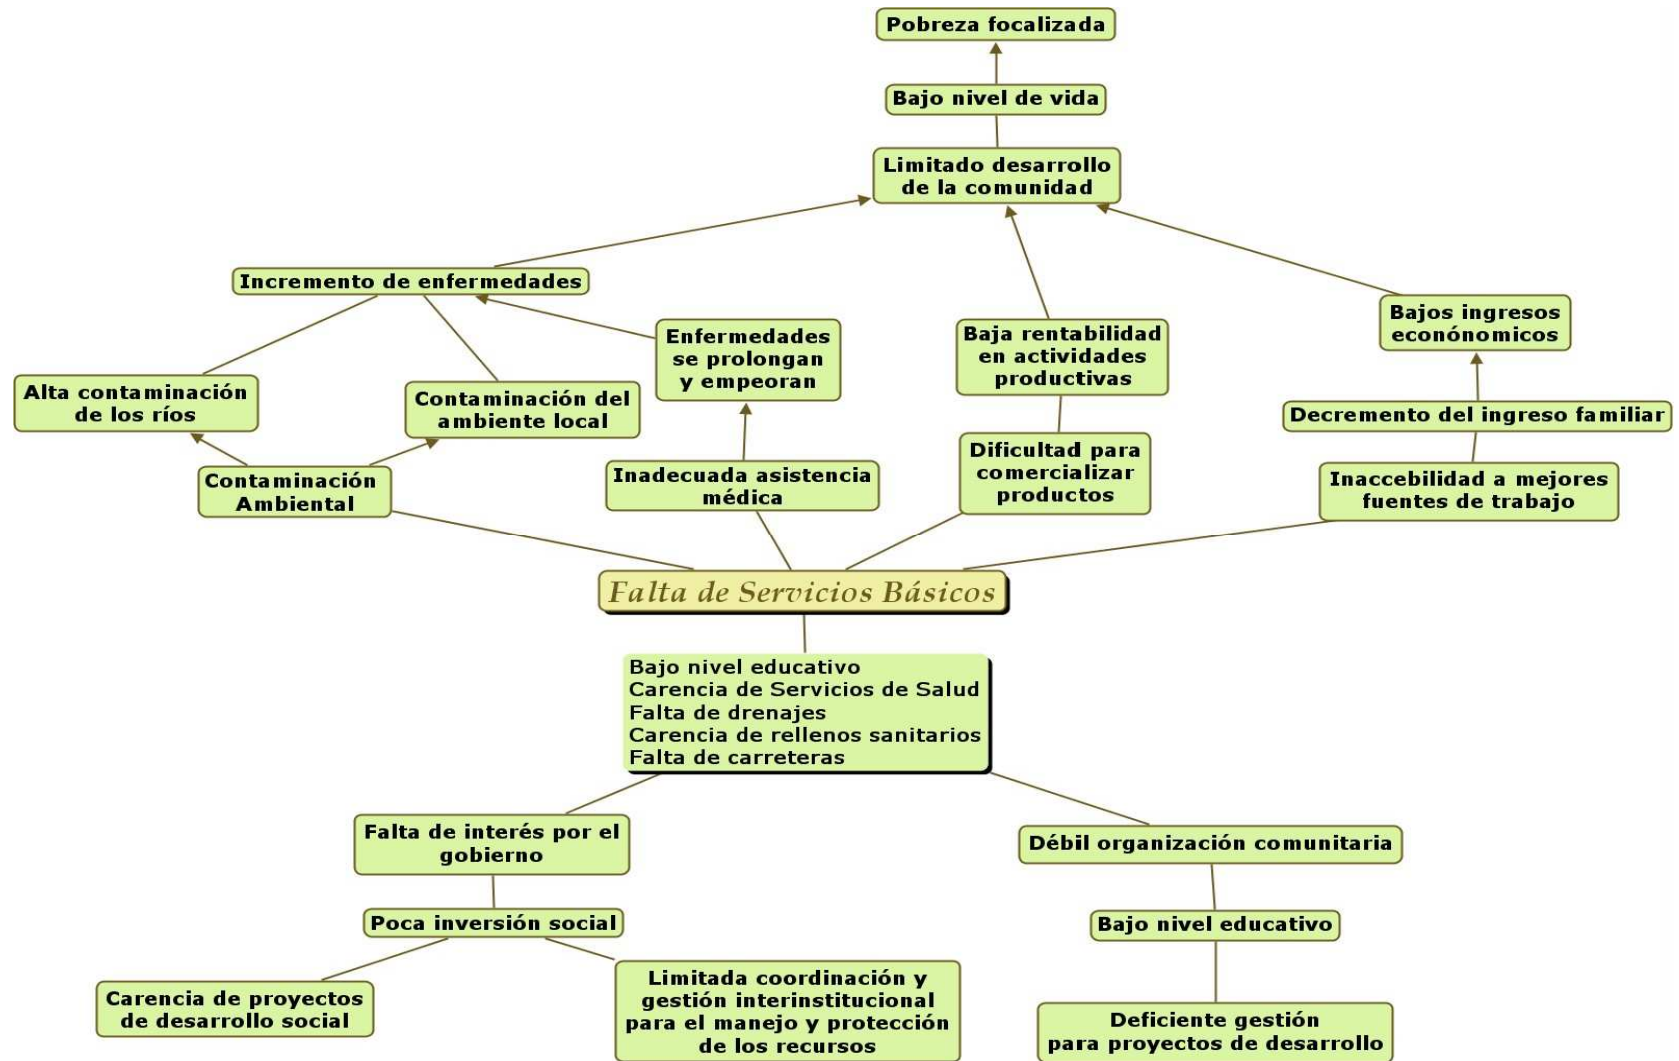 Pobreza focalizada
Bajo nivel de vida
Limitado desarrollo
de la comunidad
Incremento de enfermedades
Enfermedades
se prolongan
y empeoran
Baja rentabilidad
en actividades
productivas
Bajos ingresos
econónomicos
Alta contaminación
de los ríos
Contaminación del
ambiente local
Decremento del ingreso familiar
Contaminación
Ambiental
Inadecuada asistencia
médica
Dificultad para
comercializar
productos
Inaccebilidad a mejores
fuentes de trabajo
Falta de Servicios Básicos
Bajo nivel educativo
Carencia de Servicios de Salud
Falta de drenajes
Carencia de rellenos sanitarios
Falta de carreteras
Falta de interés por el
gobierno
Débil organización comunitaria
Poca inversión social
Bajo nivel educativo
Carencia de proyectos
de desarrollo social
Limitada coordinación y
gestión interinstitucional
para el manejo y protección
de los recursos
Deficiente gestión
para proyectos de desarrollo